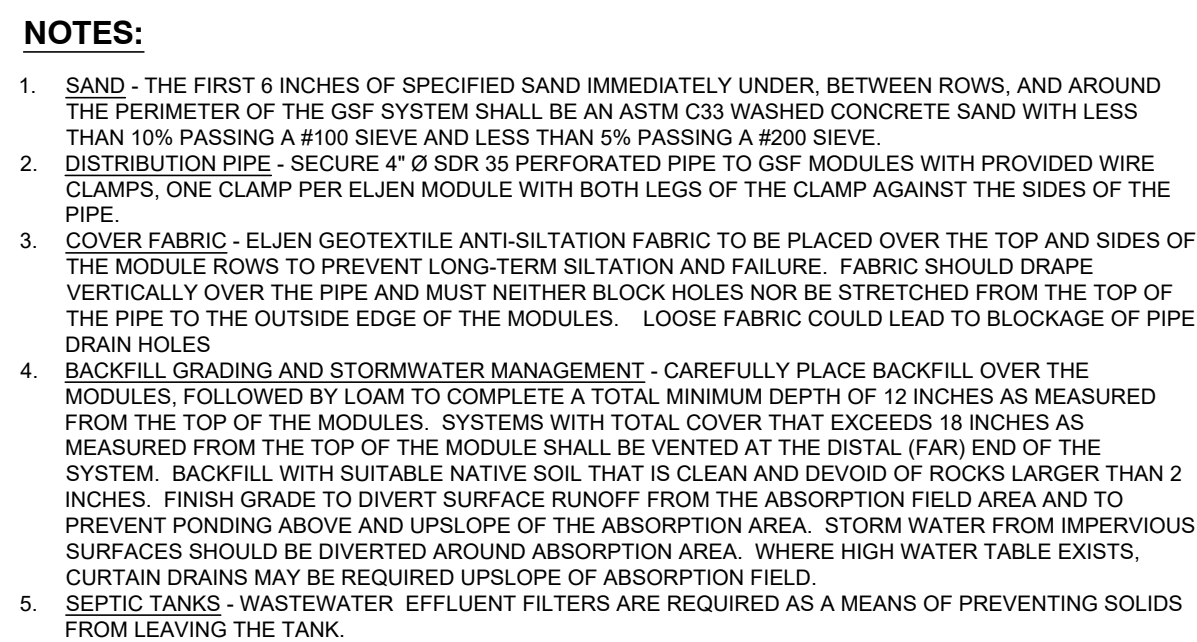 NOTES:
1. SAND - THE FIRST 6 INCHES OF SPECIFIED SAND IMMEDIATELY UNDER, BETWEEN ROWS, AND AROUND
THE PERIMETER OF THE GSF SYSTEM SHALL BE AN ASTM C33 WASHED CONCRETE SAND WITH LESS
THAN 10% PASSING A #100 SIEVE AND LESS THAN 5% PASSING A #200 SIEVE.
2. DISTRIBUTION PIPE - SECURE 4" Ø SDR 35 PERFORATED PIPE TO GSF MODULES WITH PROVIDED WIRE
CLAMPS, ONE CLAMP PER ELJEN MODULE WITH BOTH LEGS OF THE CLAMP AGAINST THE SIDES OF THE
PIPE.
3. COVER FABRIC - ELJEN GEOTEXTILE ANTI-SILTATION FABRIC TO BE PLACED OVER THE TOP AND SIDES OF
THE MODULE ROWS TO PREVENT LONG-TERM SILTATION AND FAILURE. FABRIC SHOULD DRAPE
VERTICALLY OVER THE PIPE AND MUST NEITHER BLOCK HOLES NOR BE STRETCHED FROM THE TOP OF
THE PIPE TO THE OUTSIDE EDGE OF THE MODULES. LOOSE FABRIC COULD LEAD TO BLOCKAGE OF PIPE
DRAIN HOLES
4. BACKFILL GRADING AND STORMWATER MANAGEMENT - CAREFULLY PLACE BACKFILL OVER THE
MODULES, FOLLOWED BY LOAM TO COMPLETE A TOTAL MINIMUM DEPTH OF 12 INCHES AS MEASURED
FROM THE TOP OF THE MODULES. SYSTEMS WITH TOTAL COVER THAT EXCEEDS 18 INCHES AS
MEASURED FROM THE TOP OF THE MODULE SHALL BE VENTED AT THE DISTAL (FAR) END OF THE
SYSTEM. BACKFILL WITH SUITABLE NATIVE SOIL THAT IS CLEAN AND DEVOID OF ROCKS LARGER THAN 2
INCHES. FINISH GRADE TO DIVERT SURFACE RUNOFF FROM THE ABSORPTION FIELD AREA AND TO
PREVENT PONDING ABOVE AND UPSLOPE OF THE ABSORPTION AREA. STORM WATER FROM IMPERVIOUS
SURFACES SHOULD BE DIVERTED AROUND ABSORPTION AREA. WHERE HIGH WATER TABLE EXISTS,
CURTAIN DRAINS MAY BE REQUIRED UPSLOPE OF ABSORPTION FIELD.
5. SEPTIC TANKS - WASTEWATER EFFLUENT FILTERS ARE REQUIRED AS A MEANS OF PREVENTING SOLIDS
FROM LEAVING THE TANK.